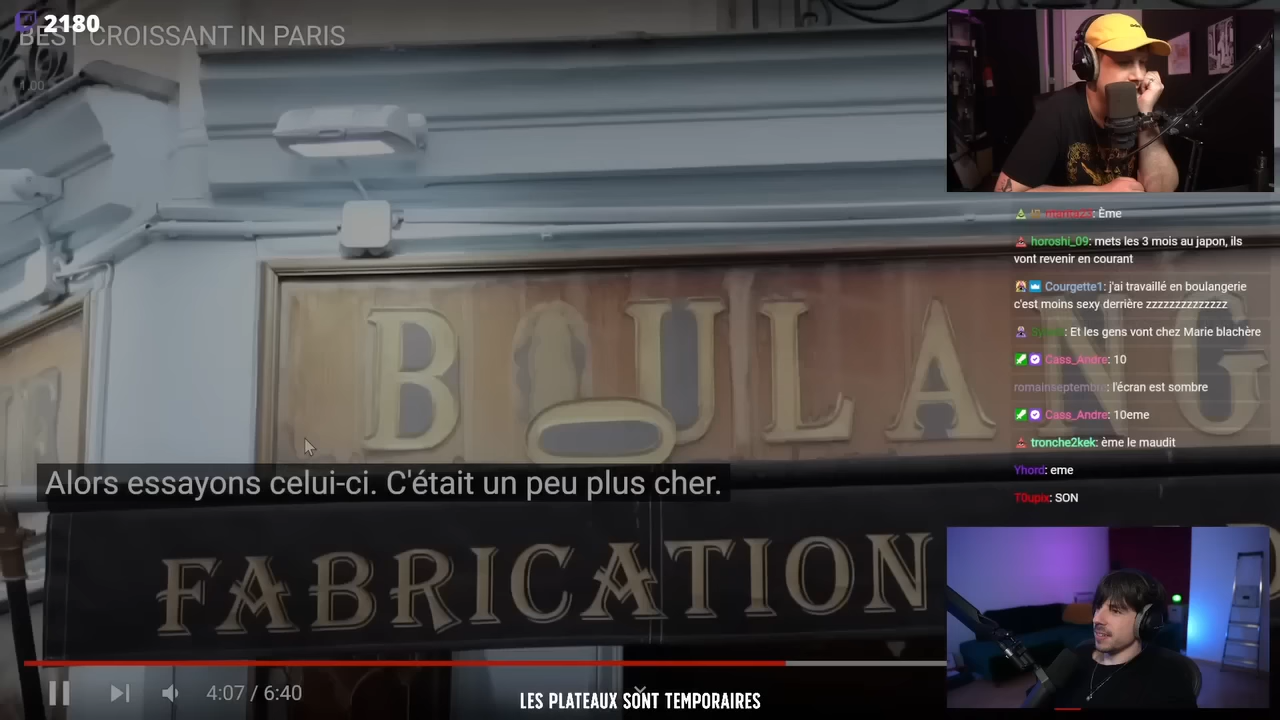 2180
BEST CROISSANT IN PARIS
1:00
: Ème
horoshi_09: mets les 3 mois au japon, ils
vont revenir en courant
Courgette1: j'ai travaillé en boulangerie
c'est moins sexy derrière zzzzzzzzzzzzzz
: Et les gens vont chez Marie blachère
Cass_Andre: 10
romainseptembre: l'écran est sombre
Cass_Andre: 10eme
tronche2kek: ème le maudit
Yhord: eme
T0upix: SON
BOULANG
Alors essayons celui-ci. C'était un peu plus cher.
FABRICATION
4:07 / 6:40
LES PLATEAUX SONT TEMPORAIRES